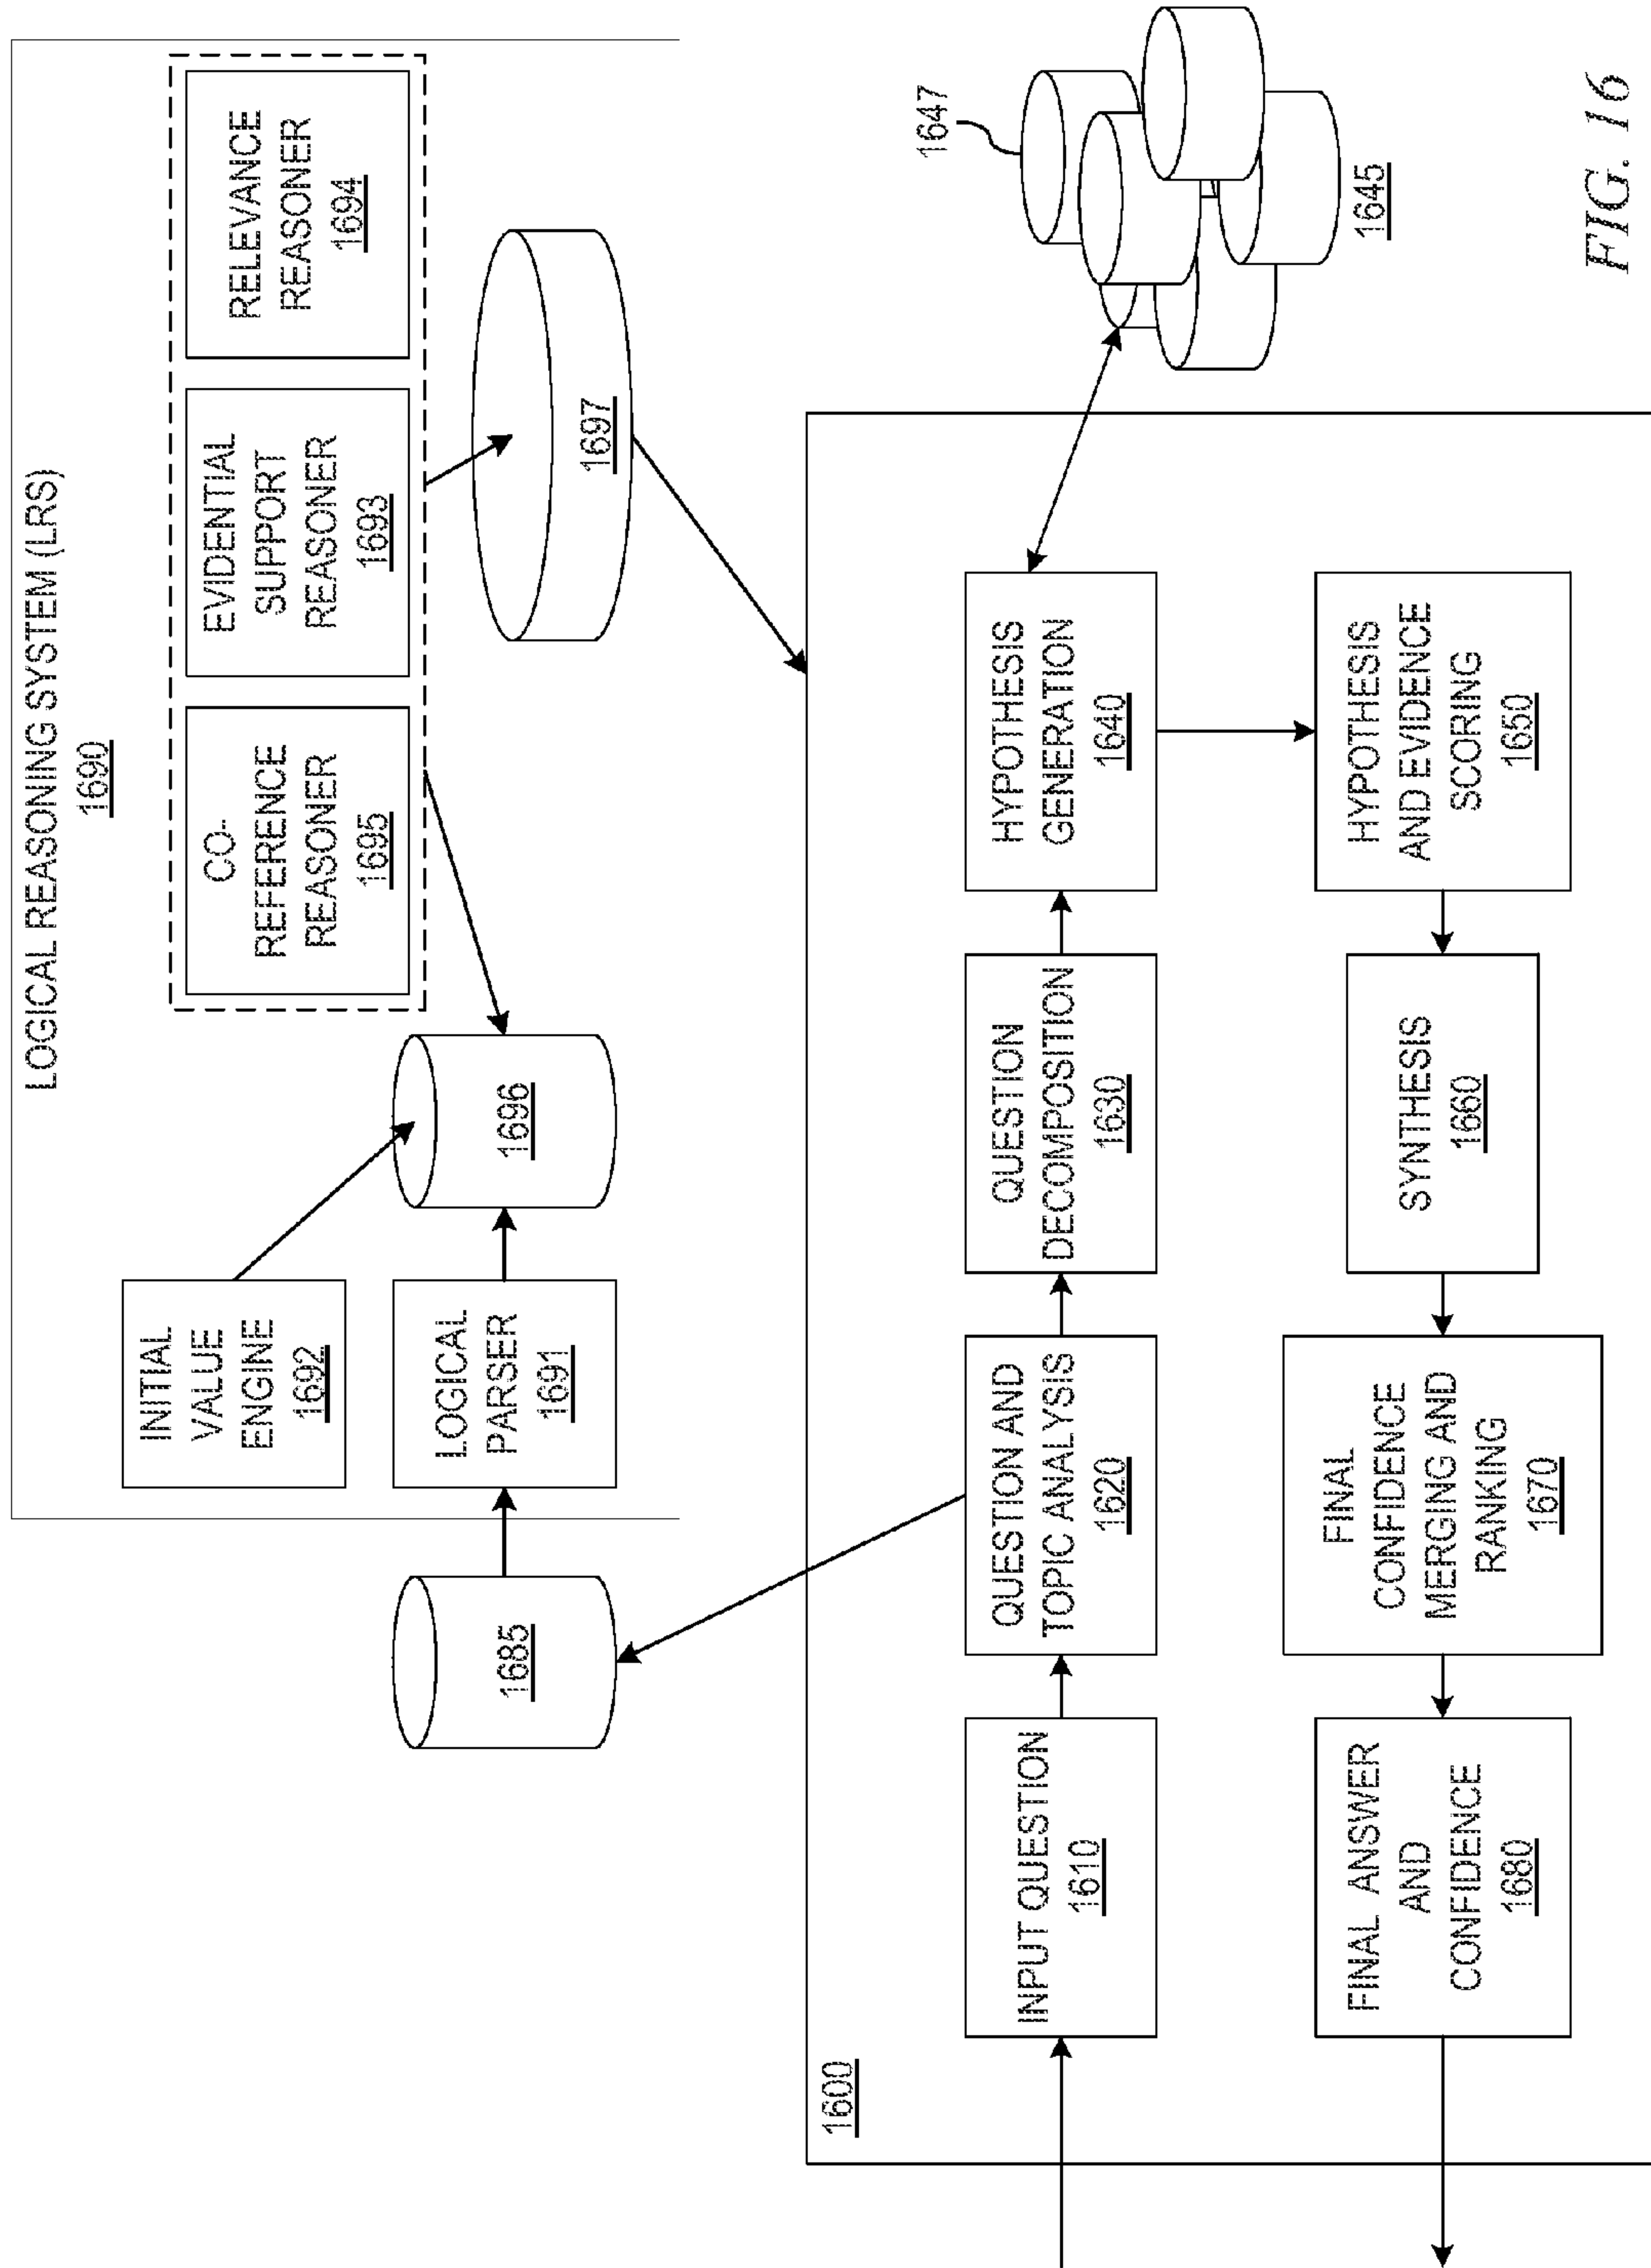 LOGICAL REASONING SYSTEM (LRS)
1690
INITIAL
VALUE
ENGINE
1692
LOGICAL
PARSER
1691
1685
1696
CO-
REFERENCE
REASONER
1695
EVIDENTIAL
SUPPORT
REASONER
1693
RELEVANCE
REASONER
1694
1697
1600
INPUT QUESTION
1610
QUESTION AND
TOPIC ANALYSIS
1620
QUESTION
DECOMPOSITION
1630
HYPOTHESIS
GENERATION
1640
1647
1645
FINAL ANSWER
AND
CONFIDENCE
1680
FINAL
CONFIDENCE
MERGING AND
RANKING
1670
SYNTHESIS
1660
HYPOTHESIS
AND EVIDENCE
SCORING
1650
FIG. 16